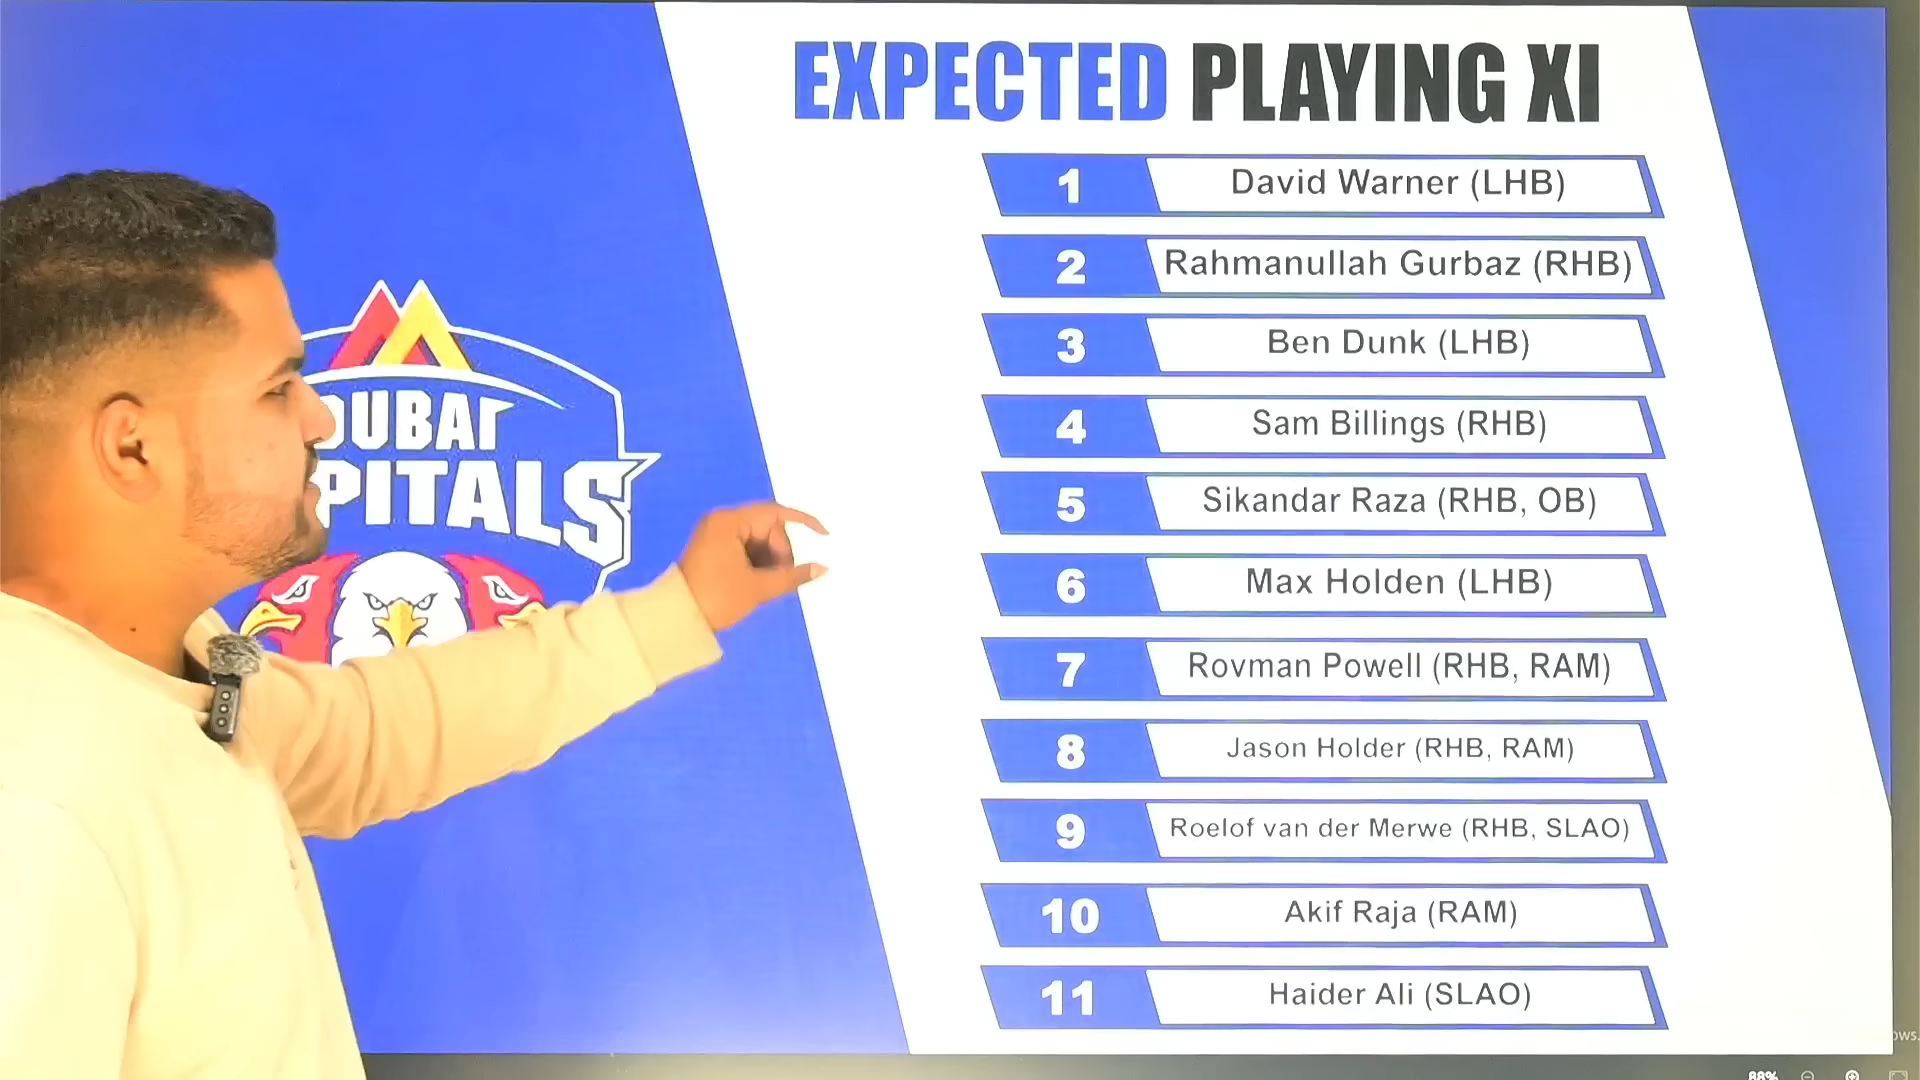 EXPECTED PLAYING XI
1 David Warner (LHB)
2 Rahmanullah Gurbaz (RHB)
3 Ben Dunk (LHB)
4 Sam Billings (RHB)
5 Sikandar Raza (RHB, OB)
6 Max Holden (LHB)
7 Rovman Powell (RHB, RAM)
8 Jason Holder (RHB, RAM)
9 Roelof van der Merwe (RHB, SLAO)
10 Akif Raja (RAM)
11 Haider Ali (SLAO)
DUBAI
PITALS
88%